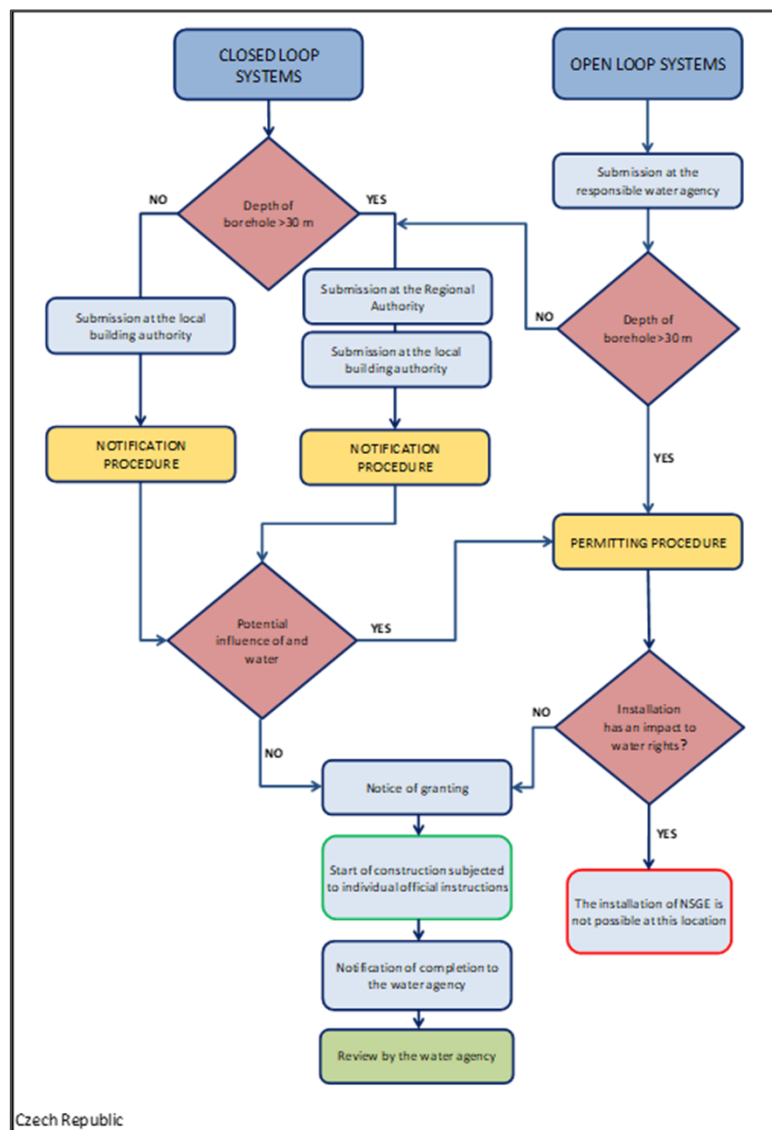 CLOSED LOOP
SYSTEMS
OPEN LOOP SYSTEMS
Submission at the
responsible water agency
NO
Depth of
borehole >30 m
YES
Submission at the local
building authority
Submission at the Regional
Authority
Submission at the local
building authority
NO
Depth of
borehole>30 m
NOTIFICATION
PROCEDURE
NOTIFICATION
PROCEDURE
YES
PERMITTING PROCEDURE
Potential
influence of and
water
YES
NO
Installation
has an impact to
water rights?
NO
Notice of granting
YES
Start of construction subjected
to individual official instructions
The installation of NSGE is
not possible at this location
Notification of completion to
the water agency
Review by the water agency
Czech Republic